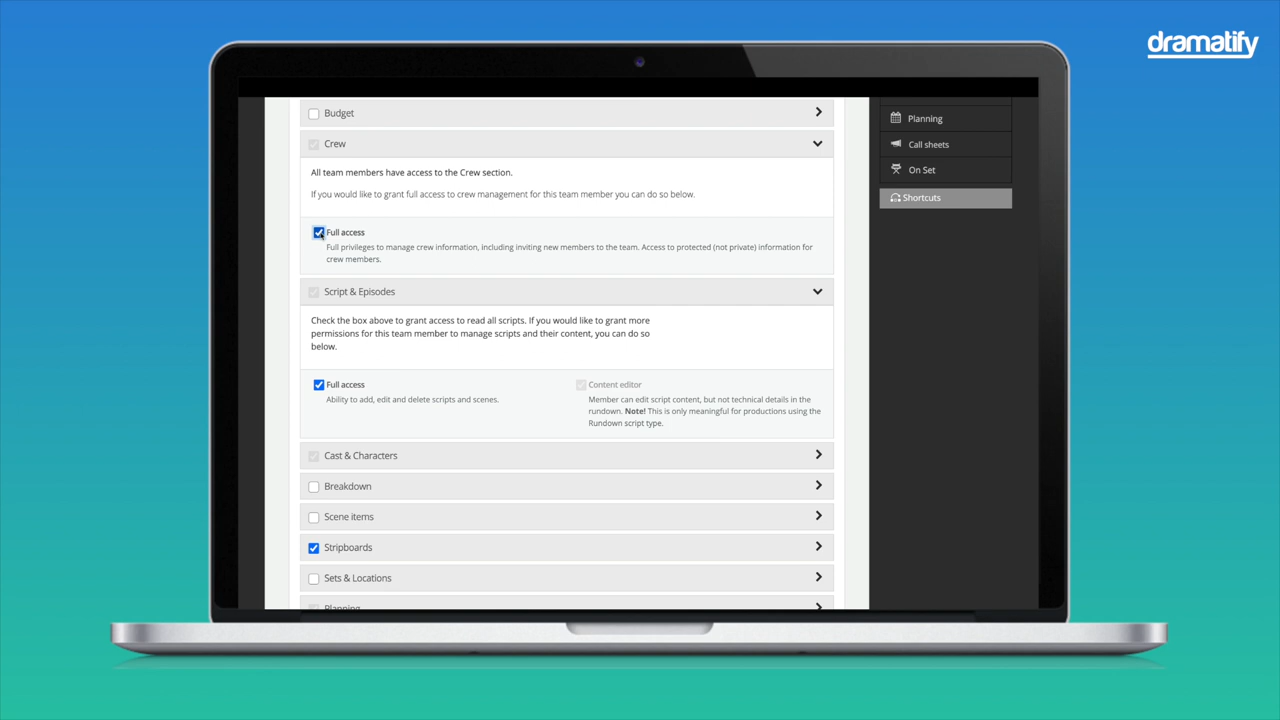 dramatify
Budget
Crew
All team members have access to the Crew section.
If you would like to grant full access to crew management for this team member you can do so below.
Full access
Full privileges to manage crew information, including inviting new members to the team. Access to protected (not private) information for
crew members.
Script & Episodes
Check the box above to grant access to read all scripts. If you would like to grant more
permissions for this team member to manage scripts and their content, you can do so
below.
Full access
Ability to add, edit and delete scripts and scenes.
Content editor
Member can edit script content, but not technical details in the
rundown. Note! This is only meaningful for productions using the
Rundown script type.
Cast & Characters
Breakdown
Scene items
Stripboards
Sets & Locations
Planning
Planning
Call sheets
On Set
Shortcuts